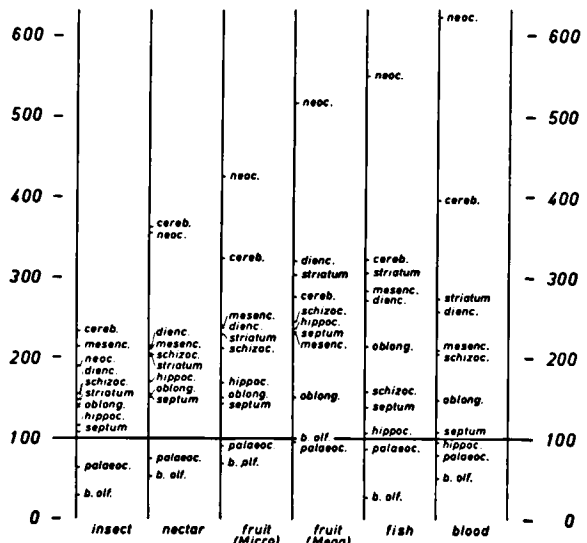 600
500
400
300
200
100
0
cereb.
mesenc.
neoc.
dienc.
schizoc.
striatum
oblong.
hippoc.
septum
palaeoc.
b. olf.
insect
cereb.
neoc.
dienc.
mesenc.
schizoc.
striatum
hippoc.
oblong.
septum
palaeoc.
b. olf.
nectar
neoc.
cereb.
mesenc.
dienc.
striatum
schizoc.
hippoc.
oblong.
septum
palaeoc.
b. olf.
fruit
(Micro)
neoc.
dienc.
striatum
cereb.
schizoc.
hippoc.
septum
mesenc.
oblong.
b. olf.
palaeoc.
fruit
(Mega)
neoc.
cereb.
striatum
mesenc.
dienc.
oblong.
schizoc.
septum
hippoc.
palaeoc.
b. olf.
fish
neoc.
cereb.
striatum
dienc.
mesenc.
schizoc.
oblong.
septum
hippoc.
palaeoc.
b. olf.
blood
600
500
400
300
200
100
0